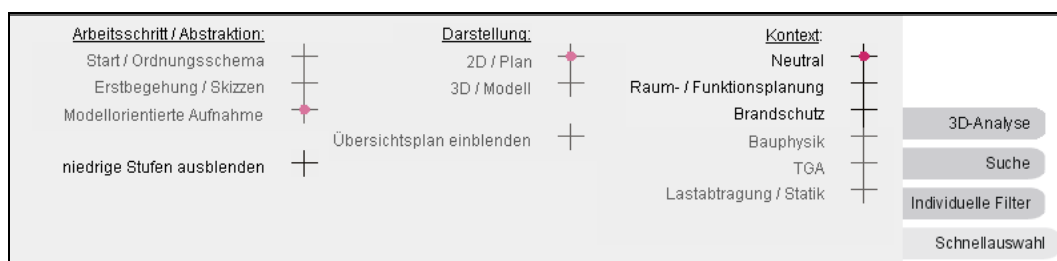 Arbeitsschritt / Abstraktion:
Start / Ordnungsschema
Erstbegehung / Skizzen
Modellorientierte Aufnahme
niedrige Stufen ausblenden
Darstellung:
2D / Plan
3D / Modell
Übersichtsplan einblenden
Kontext:
Neutral
Raum- / Funktionsplanung
Brandschutz
Bauphysik
TGA
Lastabtragung / Statik
3D-Analyse
Suche
Individuelle Filter
Schnellauswahl